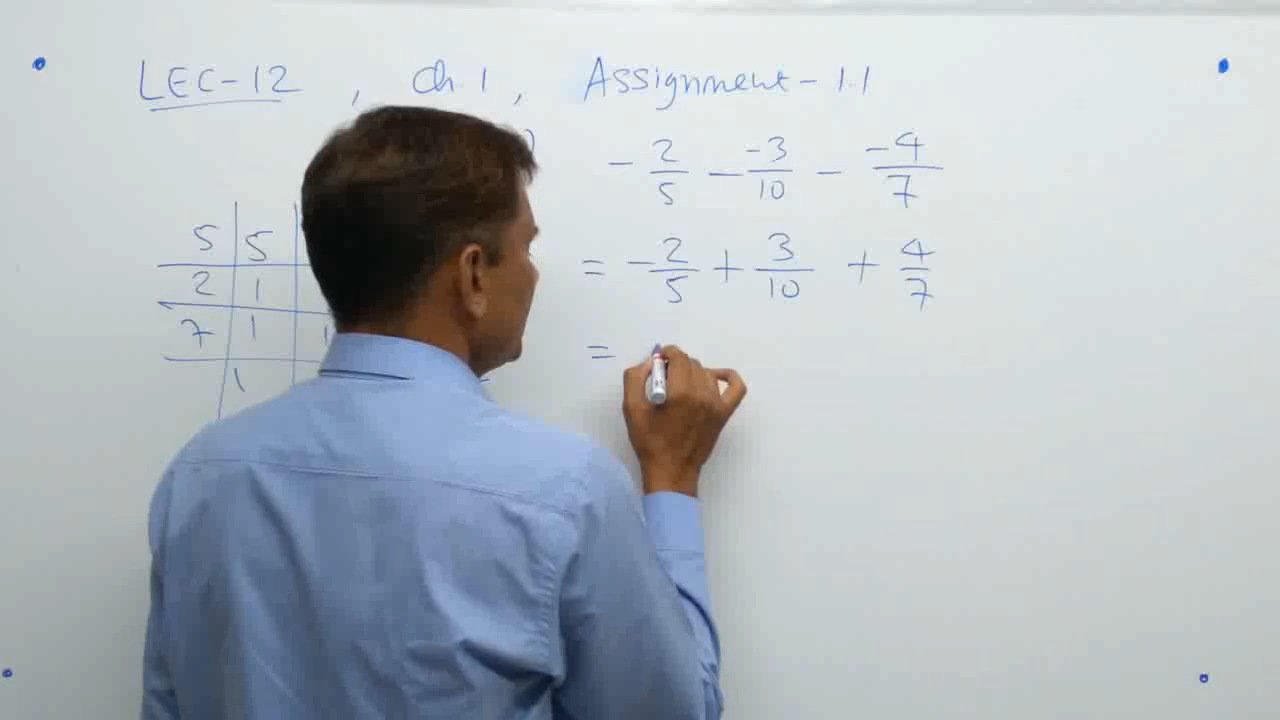 LEC-12 , Ch.1 , Assignment - 1.1
)
- 2/5 - -3/10 - -4/7
5 | 5 |
= -2/5 + 3/10 + 4/7
2 | 1 |
7 | 1 | 1
=
1 |